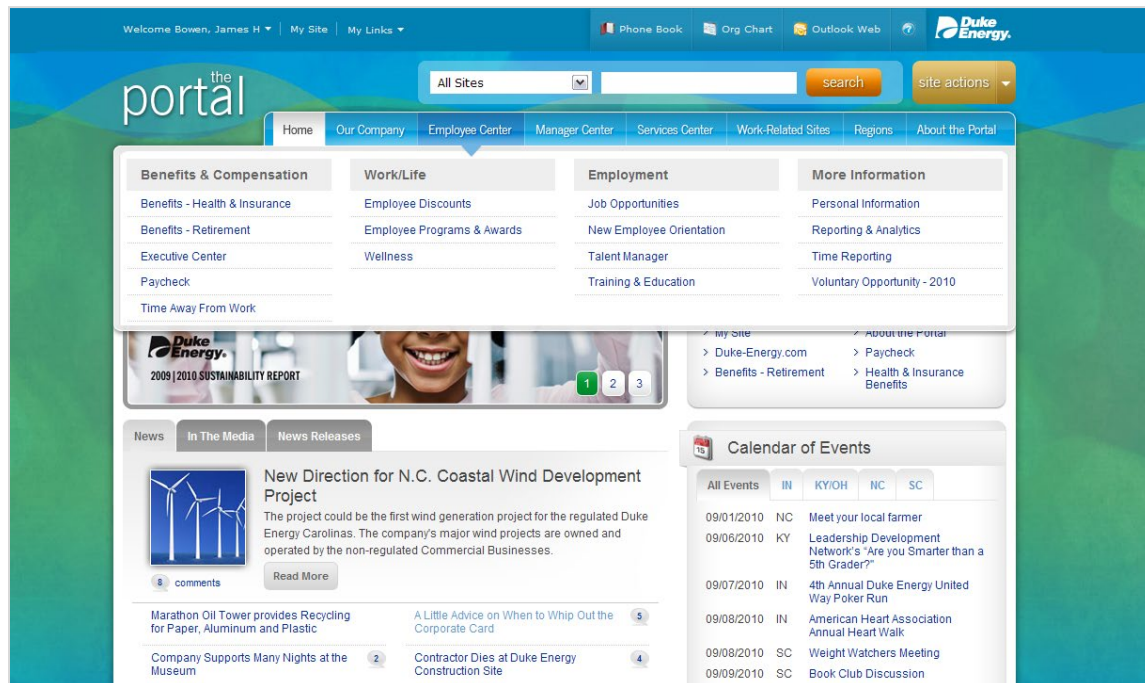 Welcome Bowen, James H | My Site | My Links
Phone Book
Org Chart
Outlook Web
Duke
Energy.
the
portal
All Sites
search
site actions
Home
Our Company
Employee Center
Manager Center
Services Center
Work-Related Sites
Regions
About the Portal
Benefits & Compensation
Benefits - Health & Insurance
Benefits - Retirement
Executive Center
Paycheck
Time Away From Work
Work/Life
Employee Discounts
Employee Programs & Awards
Wellness
Employment
Job Opportunities
New Employee Orientation
Talent Manager
Training & Education
More Information
Personal Information
Reporting & Analytics
Time Reporting
Voluntary Opportunity - 2010
Duke
Energy.
2009 | 2010 SUSTAINABILITY REPORT
1 2 3
> My Site
> Duke-Energy.com
> Benefits - Retirement
> About the Portal
> Paycheck
> Health & Insurance
Benefits
News
In The Media
News Releases
New Direction for N.C. Coastal Wind Development
Project
The project could be the first wind generation project for the regulated Duke
Energy Carolinas. The company's major wind projects are owned and
operated by the non-regulated Commercial Businesses.
8 comments
Read More
Marathon Oil Tower provides Recycling
for Paper, Aluminum and Plastic
A Little Advice on When to Whip Out the
Corporate Card
5
Company Supports Many Nights at the
Museum
2
Contractor Dies at Duke Energy
Construction Site
4
15
Calendar of Events
All Events
IN
KY/OH
NC
SC
09/01/2010 NC Meet your local farmer
09/06/2010 KY Leadership Development
Network's "Are you Smarter than a
5th Grader?"
09/07/2010 IN 4th Annual Duke Energy United
Way Poker Run
09/08/2010 IN American Heart Association
Annual Heart Walk
09/08/2010 SC Weight Watchers Meeting
09/09/2010 SC Book Club Discussion